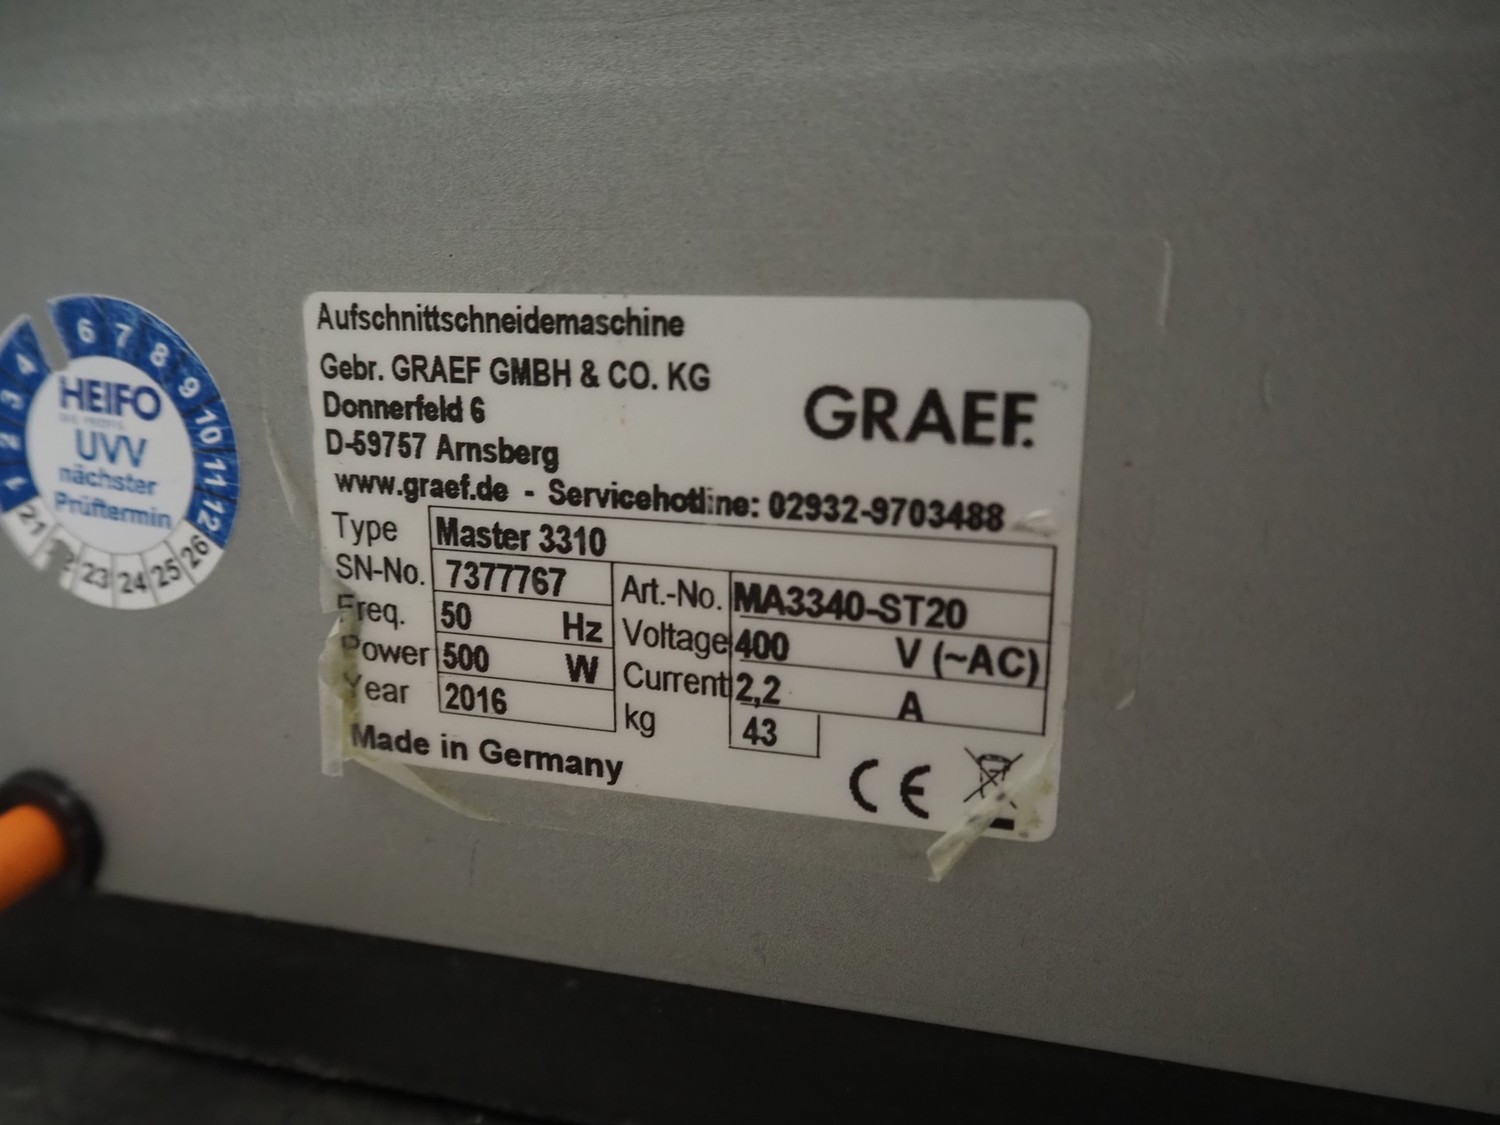 Aufschnittschneidemaschine
Gebr. GRAEF GMBH & CO. KG
Donnerfeld 6
D-59757 Arnsberg
GRAEF.
www.graef.de - Servicehotline: 02932-9703488
Type Master 3310
SN-No. 7377767 Art.-No. MA3340-ST20
Freq. 50 Hz Voltage 400 V (~AC)
Power 500 W Current 2,2 A
Year 2016 kg 43
Made in Germany CE
1 2 3 4 6 7 8 9 10 11 12
HEIFO
UVV
nächster
Prüftermin
21 23 24 25 26